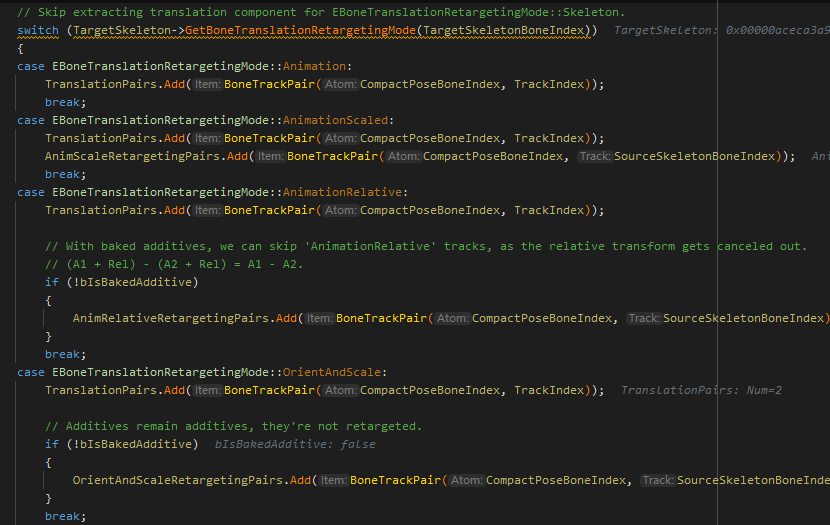 // Skip extracting translation component for EBoneTranslationRetargetingMode::Skeleton.
switch (TargetSkeleton->GetBoneTranslationRetargetingMode(TargetSkeletonBoneIndex)) TargetSkeleton: 0x00000aceca3a9
{
case EBoneTranslationRetargetingMode::Animation:
TranslationPairs.Add( Item: BoneTrackPair( Atom: CompactPoseBoneIndex, TrackIndex));
break;
case EBoneTranslationRetargetingMode::AnimationScaled:
TranslationPairs.Add( Item: BoneTrackPair( Atom: CompactPoseBoneIndex, TrackIndex));
AnimScaleRetargetingPairs.Add( Item: BoneTrackPair( Atom: CompactPoseBoneIndex, Track: SourceSkeletonBoneIndex)); Ani
break;
case EBoneTranslationRetargetingMode::AnimationRelative:
TranslationPairs.Add( Item: BoneTrackPair( Atom: CompactPoseBoneIndex, TrackIndex));
// With baked additives, we can skip 'AnimationRelative' tracks, as the relative transform gets canceled out.
// (A1 + Rel) - (A2 + Rel) = A1 - A2.
if (!bIsBakedAdditive)
{
AnimRelativeRetargetingPairs.Add( Item: BoneTrackPair( Atom: CompactPoseBoneIndex, Track: SourceSkeletonBoneIndex)
}
break;
case EBoneTranslationRetargetingMode::OrientAndScale:
TranslationPairs.Add( Item: BoneTrackPair( Atom: CompactPoseBoneIndex, TrackIndex)); TranslationPairs: Num=2
// Additives remain additives, they're not retargeted.
if (!bIsBakedAdditive) bIsBakedAdditive: false
{
OrientAndScaleRetargetingPairs.Add( Item: BoneTrackPair( Atom: CompactPoseBoneIndex, Track: SourceSkeletonBone
}
break;